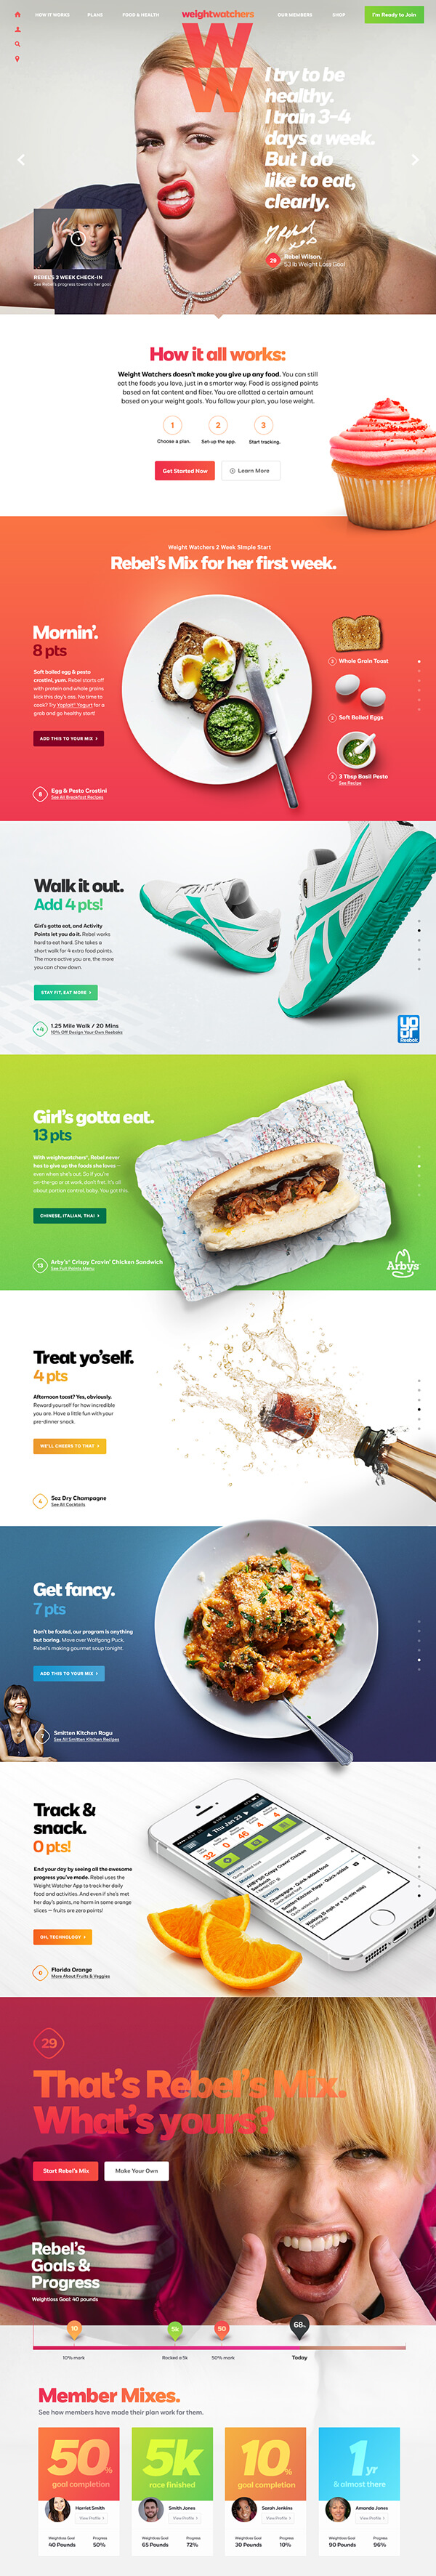 HOW IT WORKS
PLANS
FOOD & HEALTH
weightwatchers
OUR MEMBERS
SHOP
I'm Ready to Join
W
W
I try to be
healthy.
I train 3-4
days a week.
But I do
like to eat,
clearly.
29
Rebel Wilson,
53 lb Weight Loss Goal
REBEL'S 3 WEEK CHECK-IN
See Rebel's progress towards her goal.
How it all works:
Weight Watchers doesn't make you give up any food. You can still
eat the foods you love, just in a smarter way. Food is assigned points
based on fat content and fiber. You are allotted a certain amount
based on your weight goals. You follow your plan, you lose weight.
1
2
3
Choose a plan.
Set-up the app.
Start tracking.
Get Started Now
Learn More
Weight Watchers 2 Week Simple Start
Rebel's Mix for her first week.
Mornin'.
8 pts
Soft boiled egg & pesto
crostini, yum. Rebel starts off
with protein and whole grains
kick this day's ass. No time to
cook? Try Yoplait® Yogurt for a
grab and go healthy start!
ADD THIS TO YOUR MIX >
8
Egg & Pesto Crostini
See All Breakfast Recipes
3 Whole Grain Toast
2 Soft Boiled Eggs
3 3 Tbsp Basil Pesto
See Recipe
Walk it out.
Add 4 pts!
Girl's gotta eat, and Activity
Points let you do it. Rebel works
hard to eat hard. She takes a
short walk for 4 extra food points.
The more active you are, the more
you can chow down.
STAY FIT, EAT MORE >
+4
1.25 Mile Walk / 20 Mins
10% Off Design Your Own Reeboks
Reebok
Girl's gotta eat.
13 pts
With weightwatchers®, Rebel never
has to give up the foods she loves—
even when she's out. So if you're
on-the-go or at work, don't fret. It's all
about portion control, baby. You got this.
CHINESE, ITALIAN, THAI >
13
Arby's® Crispy Cravin' Chicken Sandwich
See Full Points Menu
Arby's
Treat yo'self.
4 pts
Afternoon toast? Yes, obviously.
Reward yourself for how incredible
you are. Have a little fun with your
pre-dinner snack.
WE'LL CHEERS TO THAT >
4
5oz Dry Champagne
See All Cocktails
Get fancy.
7 pts
Don't be fooled, our program is anything
but boring. Move over Wolfgang Puck,
Rebel's making gourmet soup tonight.
ADD THIS TO YOUR MIX >
7
Smitten Kitchen Ragu
See All Smitten Kitchen Recipes
Track &
snack.
0 pts!
End your day by seeing all the awesome
progress you've made. Rebel uses the
Weight Watcher App to track her daily
food and activities. And even if she's met
her day's points, no harm in some orange
slices — fruits are zero points!
OH, TECHNOLOGY >
0
Florida Orange
More About Fruits & Veggies
Thu Jan 23
29
That's Rebel's Mix.
What's yours?
Start Rebel's Mix
Make Your Own
Rebel's
Goals &
Progress
Weightloss Goal: 40 pounds
10
5k
50
68%
10% mark
Rocked a 5k
50% mark
Today
Member Mixes.
See how members have made their plan work for them.
50%
goal completion
Harriet Smith
View Profile >
Weightloss Goal
40 Pounds
Progress
50%
5k
race finished
Smith Jones
View Profile >
Weightloss Goal
65 Pounds
Progress
72%
10%
goal completion
Sarah Jenkins
View Profile >
Weightloss Goal
30 Pounds
Progress
10%
1 yr
& almost there
Amanda Jones
View Profile >
Weightloss Goal
90 Pounds
Progress
96%